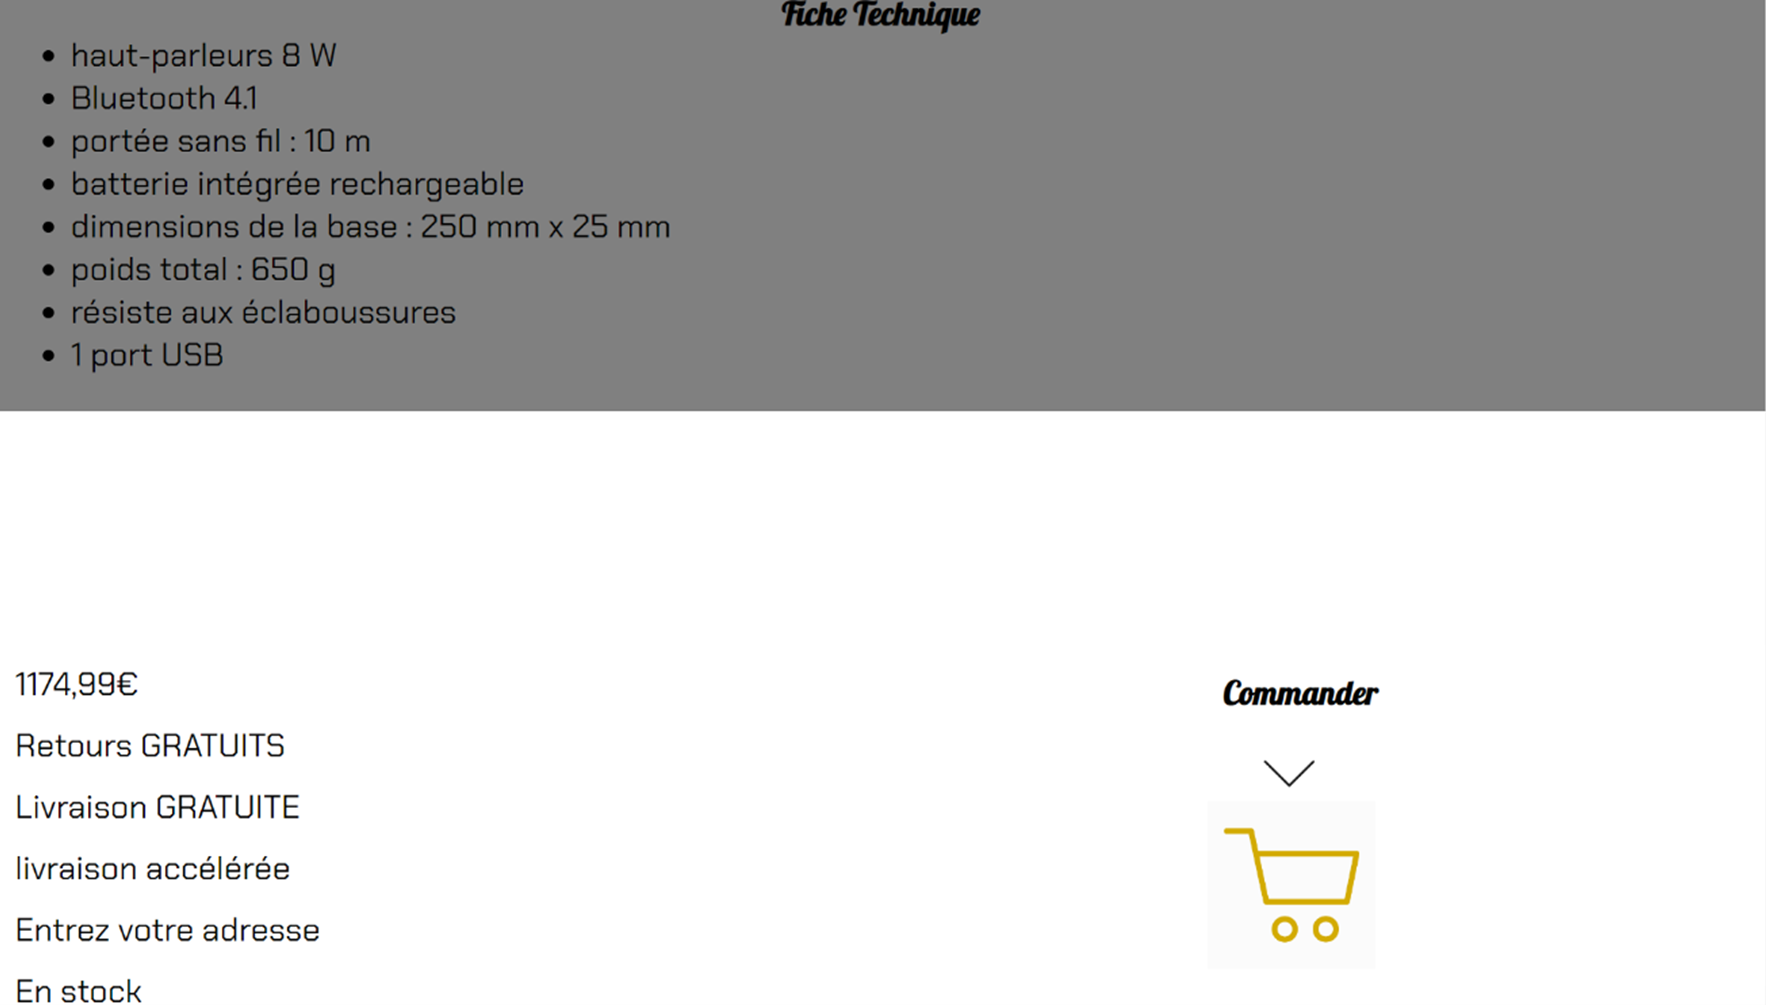 Fiche Technique
haut-parleurs 8 W
Bluetooth 4.1
portée sans fil : 10 m
batterie intégrée rechargeable
dimensions de la base : 250 mm x 25 mm
poids total : 650 g
résiste aux éclaboussures
1 port USB
1174,99€
Retours GRATUITS
Livraison GRATUITE
livraison accélérée
Entrez votre adresse
En stock
Commander